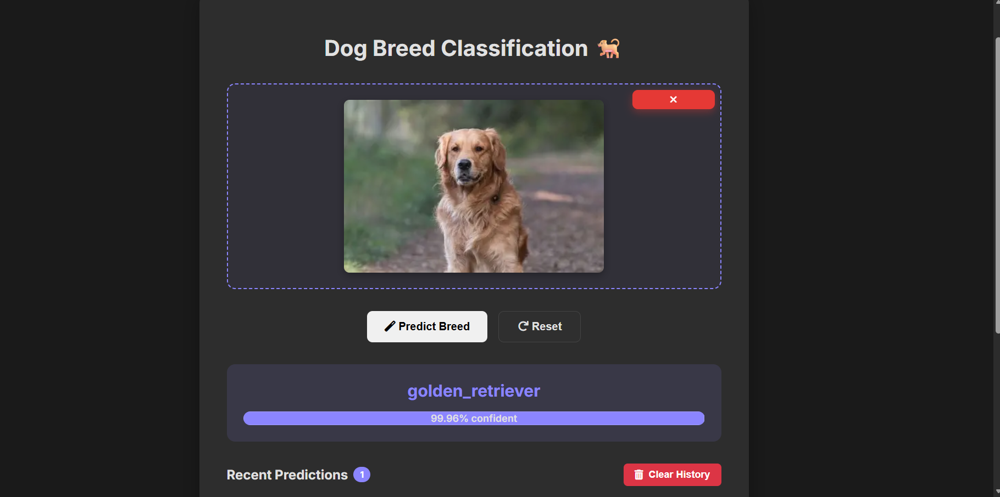 Dog Breed Classification
✕
Predict Breed
Reset
golden_retriever
99.96% confident
Recent Predictions 1
Clear History